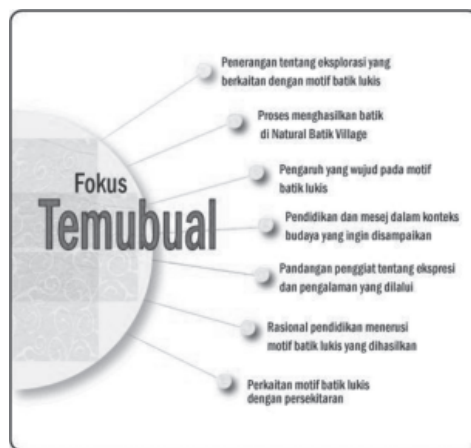 Fokus
Temubual
Penerangan tentang eksplorasi yang
berkaitan dengan motif batik lukis
Proses menghasilkan batik
di Natural Batik Village
Pengaruh yang wujud pada motif
batik lukis
Pendidikan dan mesej dalam konteks
budaya yang ingin disampaikan
Pandangan penggiat tentang ekspresi
dan pengalaman yang dilalui
Rasional pendidikan menerusi
motif batik lukis yang dihasilkan
Perkaitan motif batik lukis
dengan persekitaran